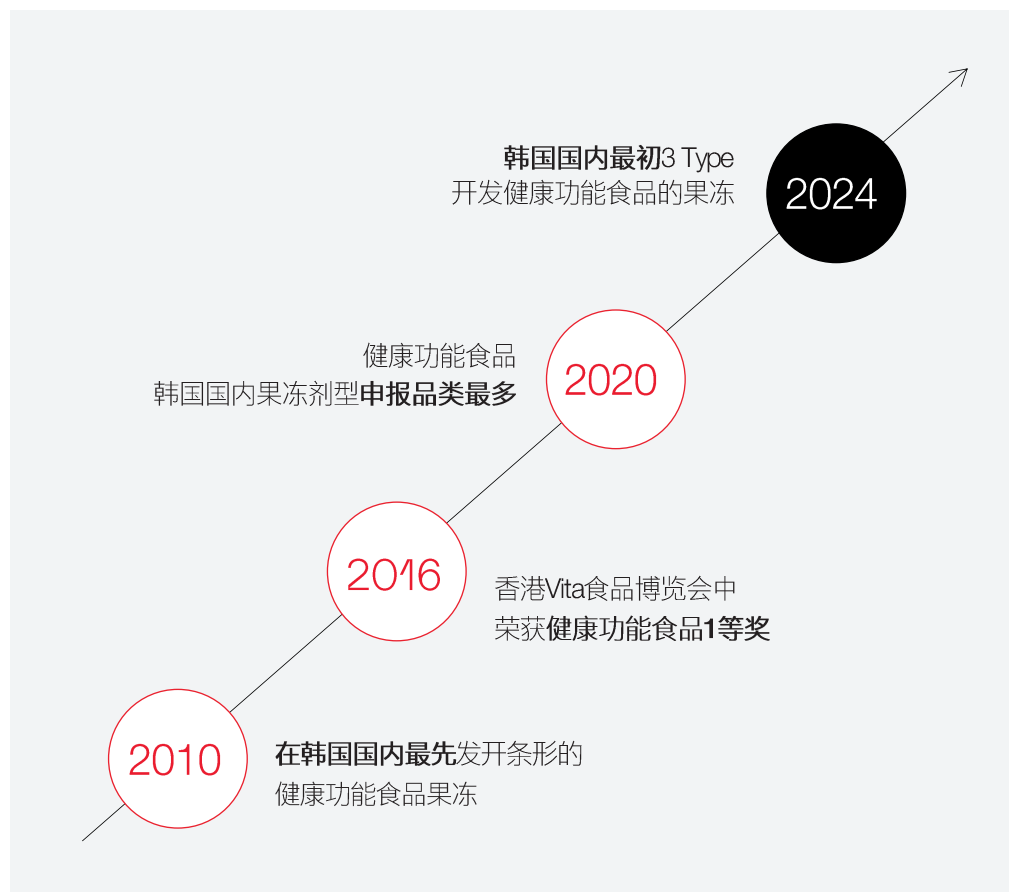 韩国国内最初3 Type
开发健康功能食品的果冻
2024
健康功能食品
韩国国内果冻剂型申报品类最多
2020
2016
香港Vita食品博览会中
荣获健康功能食品1等奖
2010
在韩国国内最先发开条形的
健康功能食品果冻